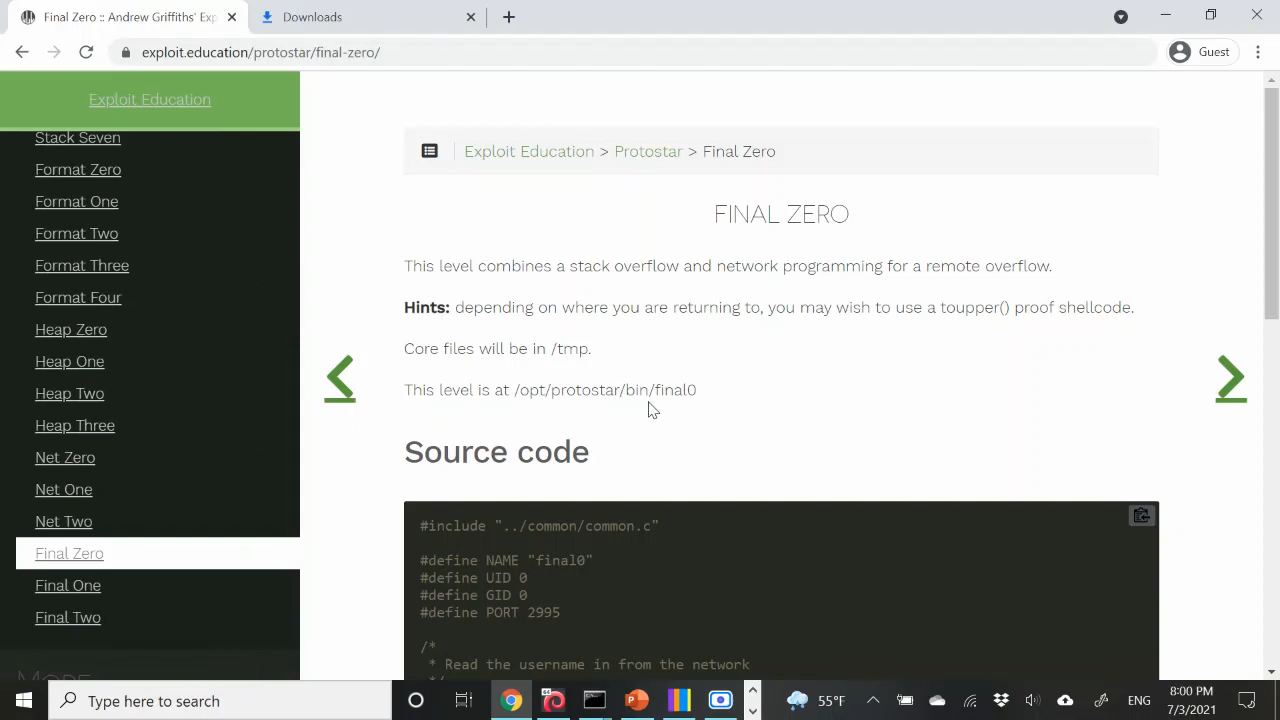 Final Zero :: Andrew Griffiths' Exp
Downloads
exploit.education/protostar/final-zero/
Guest
Exploit Education
Stack Seven
Format Zero
Format One
Format Two
Format Three
Format Four
Heap Zero
Heap One
Heap Two
Heap Three
Net Zero
Net One
Net Two
Final Zero
Final One
Final Two
Exploit Education > Protostar > Final Zero
FINAL ZERO
This level combines a stack overflow and network programming for a remote overflow.
Hints: depending on where you are returning to, you may wish to use a toupper() proof shellcode.
Core files will be in /tmp.
This level is at /opt/protostar/bin/final0
Source code
#include "../common/common.c"
#define NAME "final0"
#define UID 0
#define GID 0
#define PORT 2995
/*
* Read the username in from the network
Type here to search
55°F
ENG
8:00 PM
7/3/2021